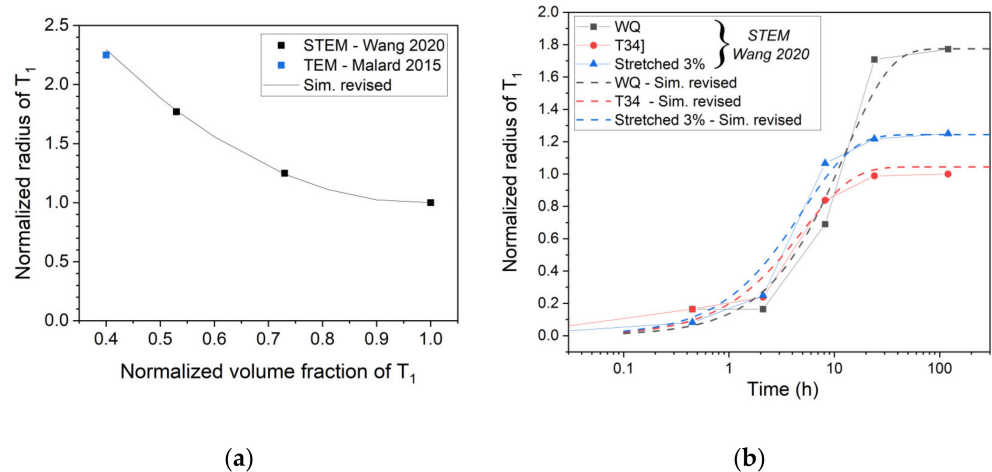 2.5
2.0
1.5
1.0
0.5
0.0
Normalized radius of T1
STEM - Wang 2020
TEM - Malard 2015
Sim. revised
0.4 0.5 0.6 0.7 0.8 0.9 1.0
Normalized volume fraction of T1
(a)
2.0
1.8
1.6
1.4
1.2
1.0
0.8
0.6
0.4
0.2
0.0
Normalized radius of T1
WQ
T34]
Stretched 3%
STEM
Wang 2020
WQ - Sim. revised
T34 - Sim. revised
Stretched 3% - Sim. revised
0.1 1 10 100
Time (h)
(b)